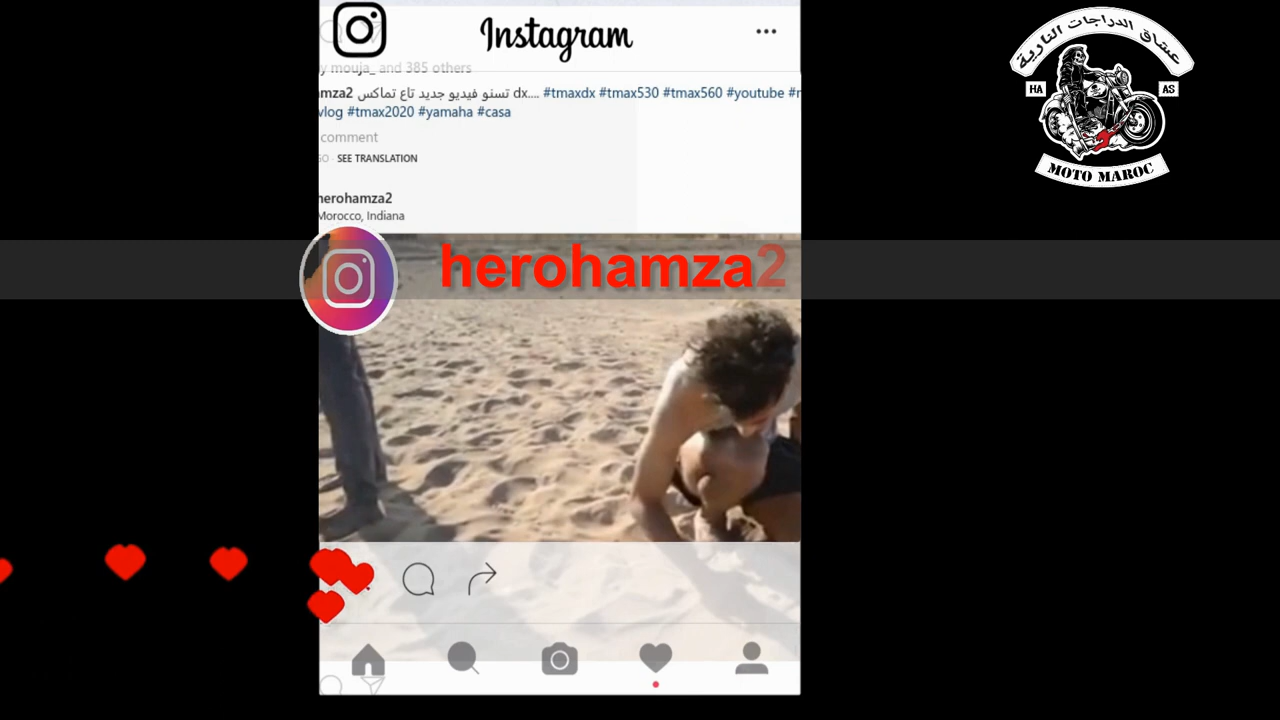 Instagram
عشاق الدراجات النارية
HA
AS
MOTO MAROC
mouja_ and 385 others
mza2 تسنو فيديو جديد تاع تماكس dx.... #tmaxdx #tmax530 #tmax560 #youtube
vlog #tmax2020 #yamaha #casa
comment
SEE TRANSLATION
herohamza2
Morocco, Indiana
herohamza2